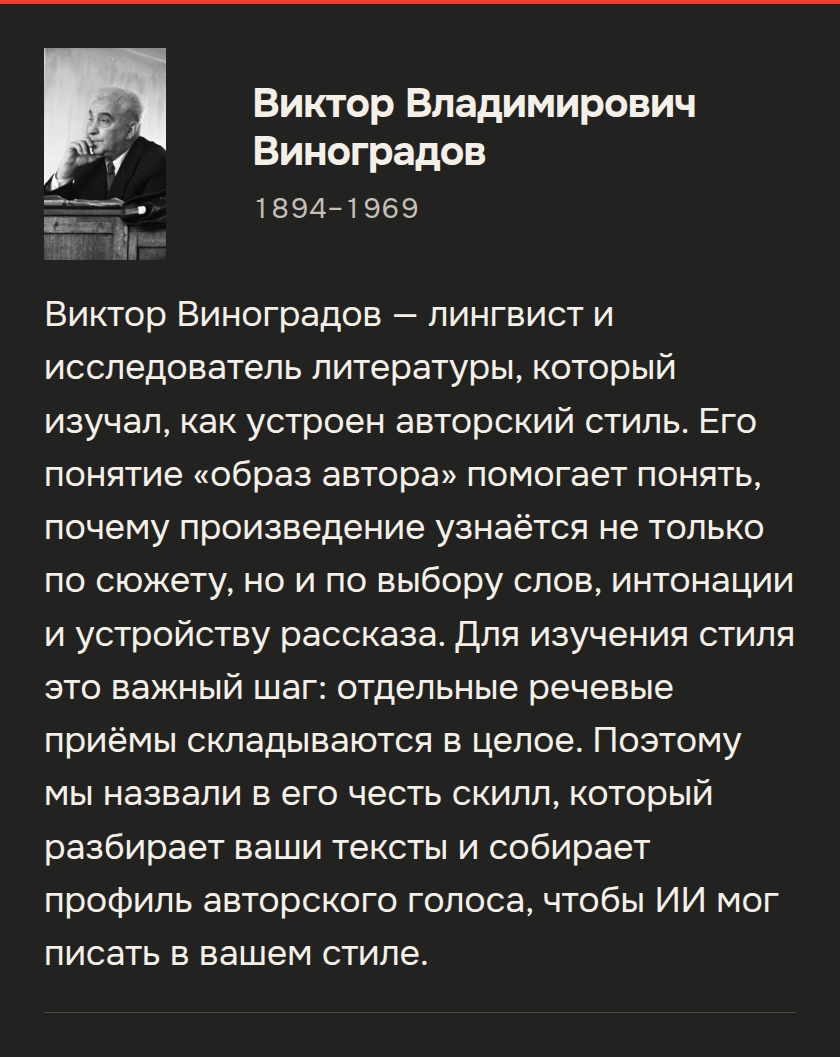 Виктор Владимирович
Виноградов
1894–1969
Виктор Виноградов — лингвист и
исследователь литературы, который
изучал, как устроен авторский стиль. Его
понятие «образ автора» помогает понять,
почему произведение узнаётся не только
по сюжету, но и по выбору слов, интонации
и устройству рассказа. Для изучения стиля
это важный шаг: отдельные речевые
приёмы складываются в целое. Поэтому
мы назвали в его честь скилл, который
разбирает ваши тексты и собирает
профиль авторского голоса, чтобы ИИ мог
писать в вашем стиле.